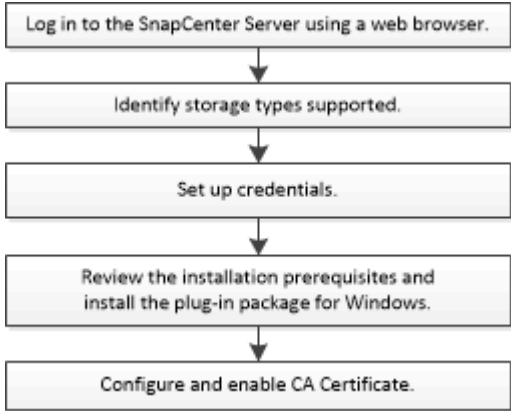 Log in to the SnapCenter Server using a web browser.
Identify storage types supported.
Set up credentials.
Review the installation prerequisites and
install the plug-in package for Windows.
Configure and enable CA Certificate.